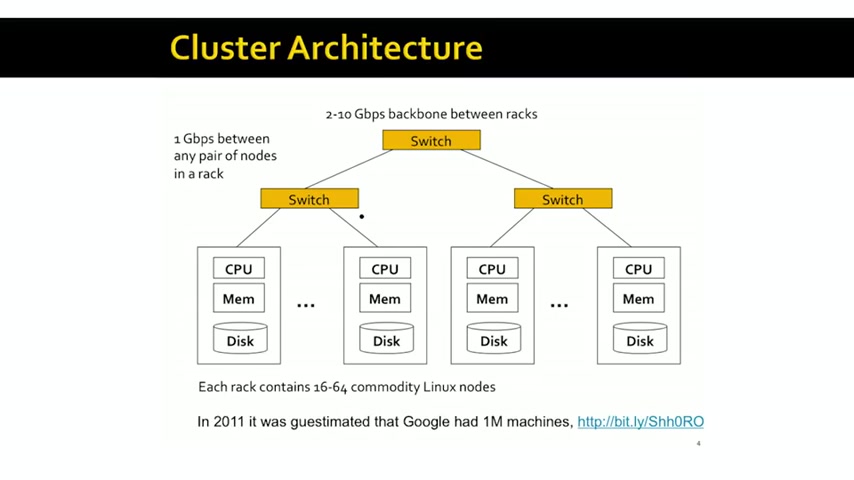 Cluster Architecture
2-10 Gbps backbone between racks
1 Gbps between
any pair of nodes
in a rack
Switch
Switch
Switch
CPU
CPU
CPU
CPU
Mem
...
Mem
Mem
...
Mem
Disk
Disk
Disk
Disk
Each rack contains 16-64 commodity Linux nodes
In 2011 it was guestimated that Google had 1M machines, http://bit.ly/Shh0RO
4